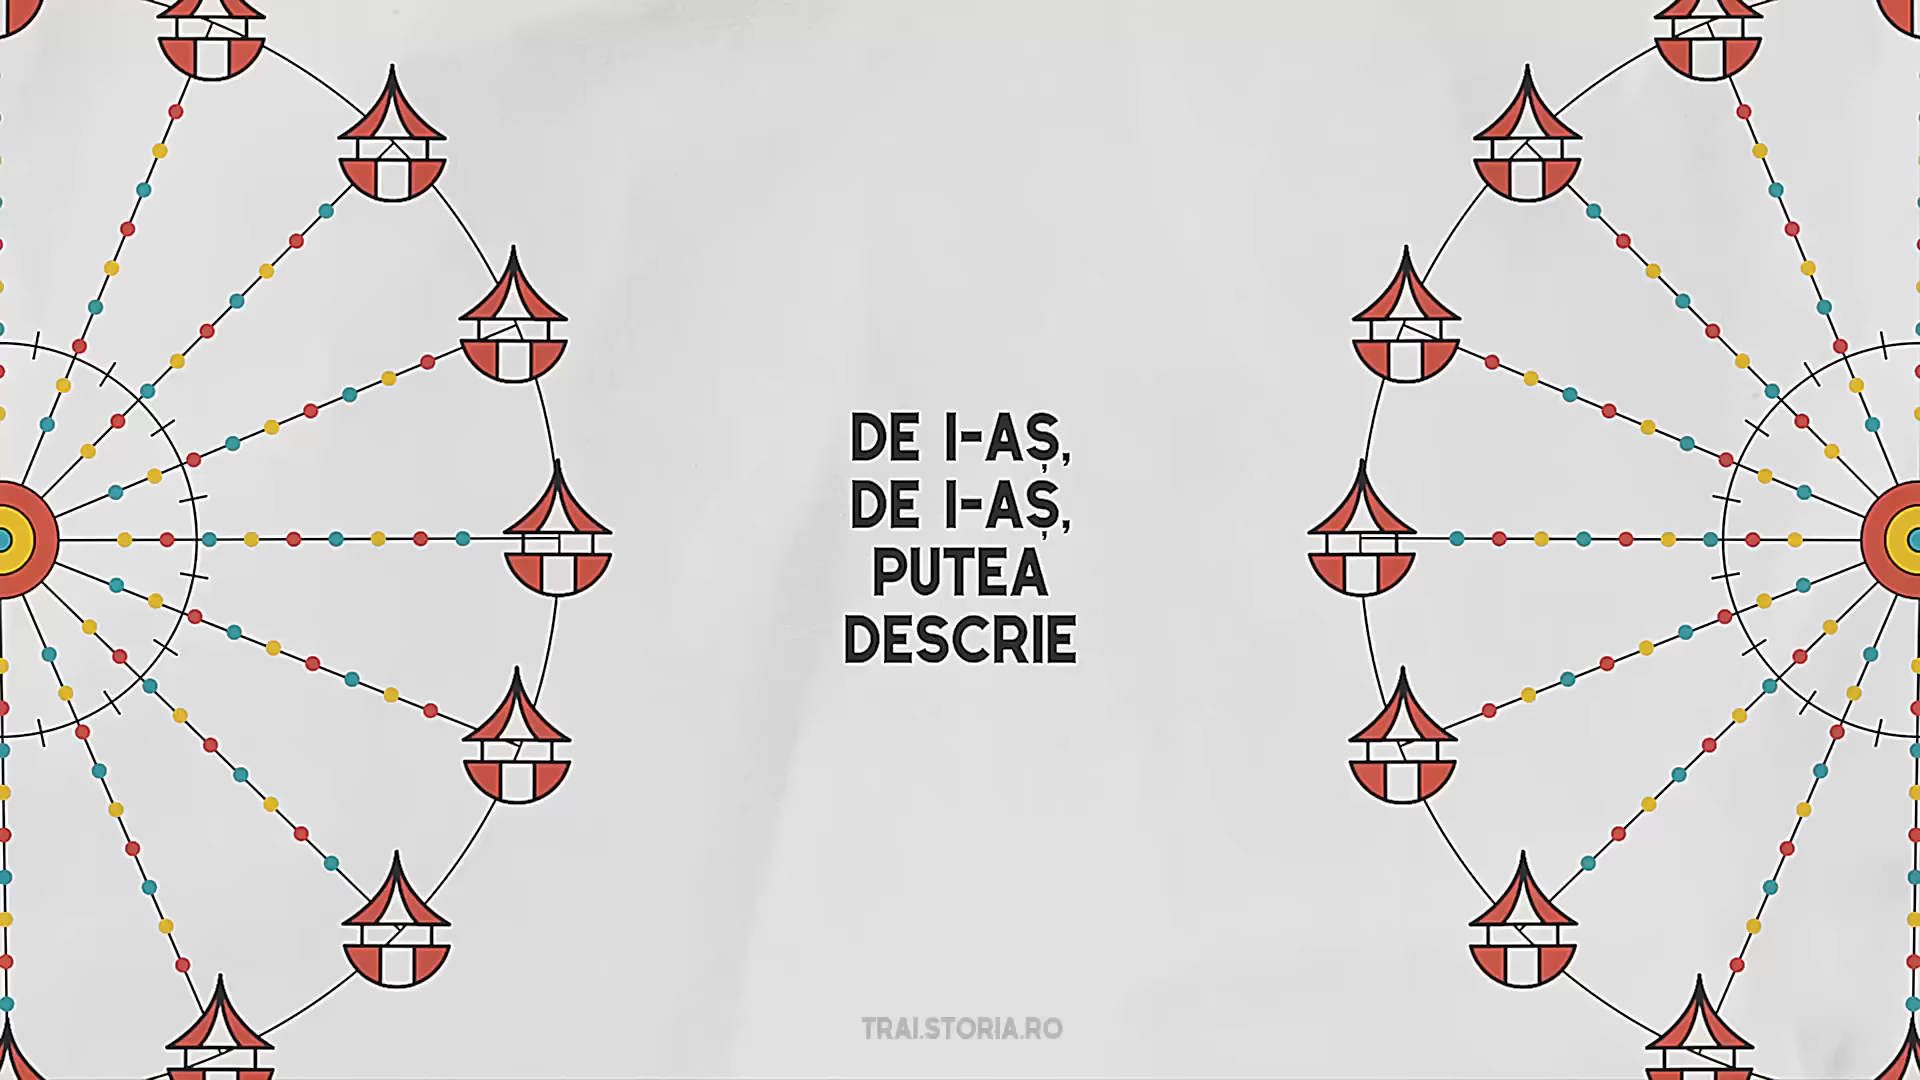 DE I-AȘ,
DE I-AȘ,
PUTEA
DESCRIE
TRAI.STORIA.RO